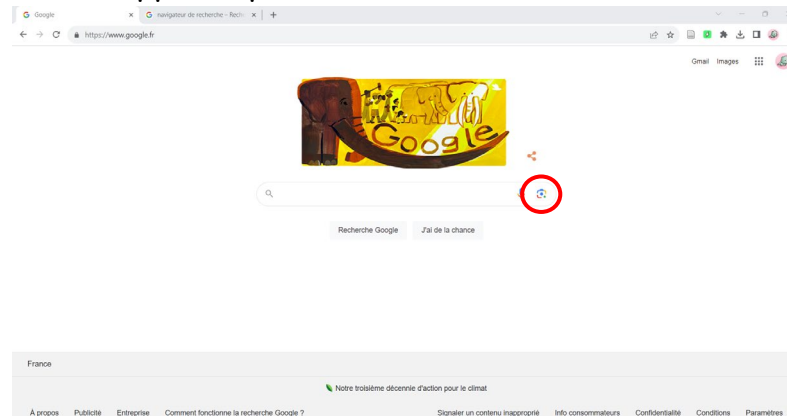 Google
navigateur de recherche – Rech
https://www.google.fr
Gmail Images
Google
Recherche Google J'ai de la chance
France
Notre troisième décennie d'action pour le climat
À propos Publicité Entreprise Comment fonctionne la recherche Google ? Signaler un contenu inapproprié Info consommateurs Confidentialité Conditions Paramètres